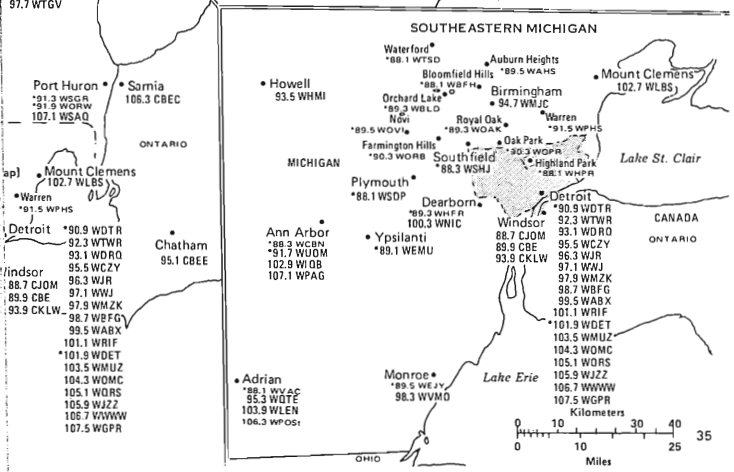 97.7 WTGV
Port Huron
*91.3 WSGR
*91.9 WORW
107.1 WSAQ
Sarnia
106.3 CBEC
ONTARIO
ap)
Mount Clemens
102.7 WLBS
Warren
*91.5 WPHS
Detroit
*90.9 WDTR
92.3 WTWR
93.1 WDRQ
95.5 WCZY
96.3 WJR
97.1 WWJ
97.9 WMZK
98.7 WBFG
99.5 WABX
101.1 WRIF
*101.9 WDET
103.5 WMUZ
104.3 WOMC
105.1 WQRS
105.9 WJZZ
106.7 WWWW
107.5 WGPR
Chatham
95.1 CBEE
indsor
88.7 CJOM
89.9 CBE
93.9 CKLW
SOUTHEASTERN MICHIGAN
Waterford
*88.1 WTSD
Auburn Heights
*89.5 WAHS
Bloomfield Hills
*88.1 WBFH
Mount Clemens
102.7 WLBS
Howell
93.5 WHMI
Orchard Lake
*89.3 WBLD
Birmingham
94.7 WMJC
Novi
*89.5 WOVI
Royal Oak
*89.3 WOAK
Warren
*91.5 WPHS
Farmington Hills
*90.3 WORB
Oak Park
*90.3 WOPR
Southfield
*88.3 WSHJ
Highland Park
*88.1 WHPR
Lake St. Clair
MICHIGAN
Plymouth
*88.1 WSDP
Dearborn
*89.3 WHFR
100.3 WNIC
Detroit
*90.9 WDTR
92.3 WTWR
93.1 WDRQ
95.5 WCZY
96.3 WJR
97.1 WWJ
97.9 WMZK
98.7 WBFG
99.5 WABX
101.1 WRIF
*101.9 WDET
103.5 WMUZ
104.3 WOMC
105.1 WQRS
105.9 WJZZ
106.7 WWWW
107.5 WGPR
CANADA
ONTARIO
Windsor
88.7 CJOM
89.9 CBE
93.9 CKLW
Ann Arbor
*88.3 WCBN
*91.7 WUOM
102.9 WIQB
107.1 WPAG
Ypsilanti
*89.1 WEMU
Adrian
*88.1 WVAC
95.3 WQTE
103.9 WLEN
106.3 WPOSt
Monroe
*89.5 WEJY
98.3 WVMO
Lake Erie
OHIO
Kilometers
0 10 30 40
0 10 25
Miles
35